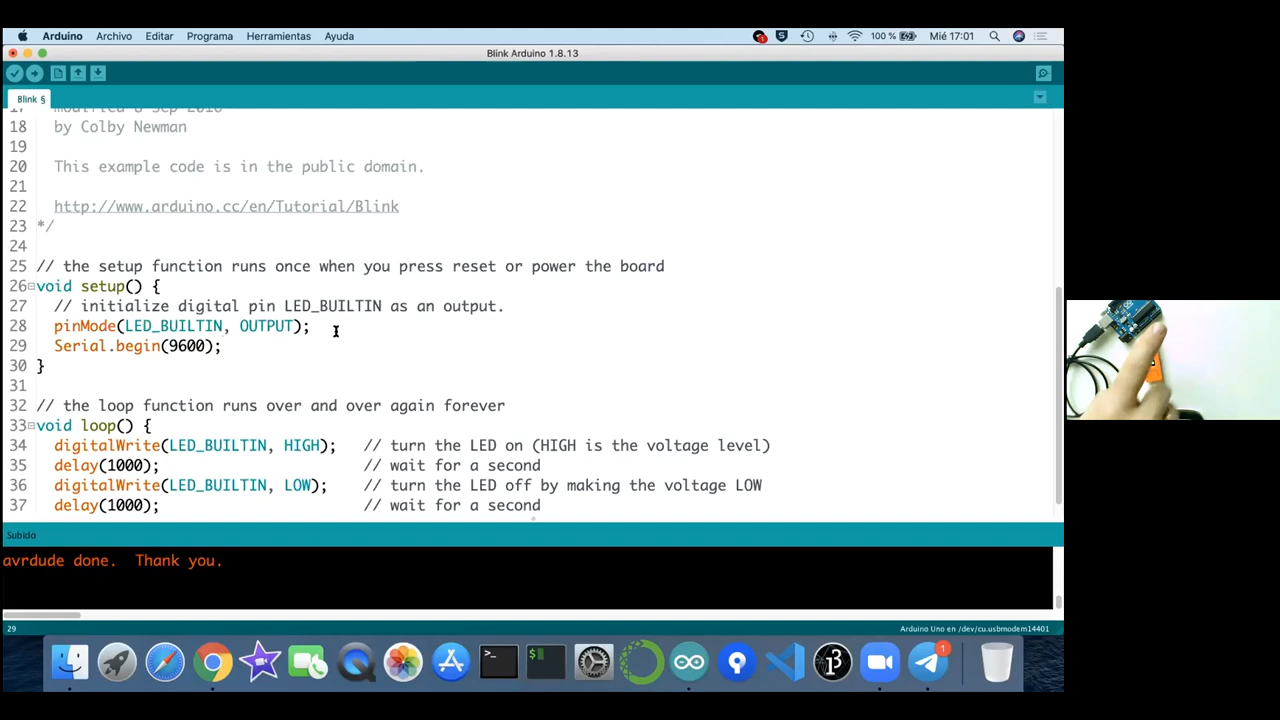 Arduino Archivo Editar Programa Herramientas Ayuda 100 % Mié 17:01
Blink Arduino 1.8.13
Blink §
17
18 by Colby Newman
19
20 This example code is in the public domain.
21
22 http://www.arduino.cc/en/Tutorial/Blink
23 */
24
25 // the setup function runs once when you press reset or power the board
26 void setup() {
27 // initialize digital pin LED_BUILTIN as an output.
28 pinMode(LED_BUILTIN, OUTPUT);
29 Serial.begin(9600);
30 }
31
32 // the loop function runs over and over again forever
33 void loop() {
34 digitalWrite(LED_BUILTIN, HIGH); // turn the LED on (HIGH is the voltage level)
35 delay(1000); // wait for a second
36 digitalWrite(LED_BUILTIN, LOW); // turn the LED off by making the voltage LOW
37 delay(1000); // wait for a second
Subido
avrdude done. Thank you.
29 Arduino Uno en /dev/cu.usbmodem14401
1